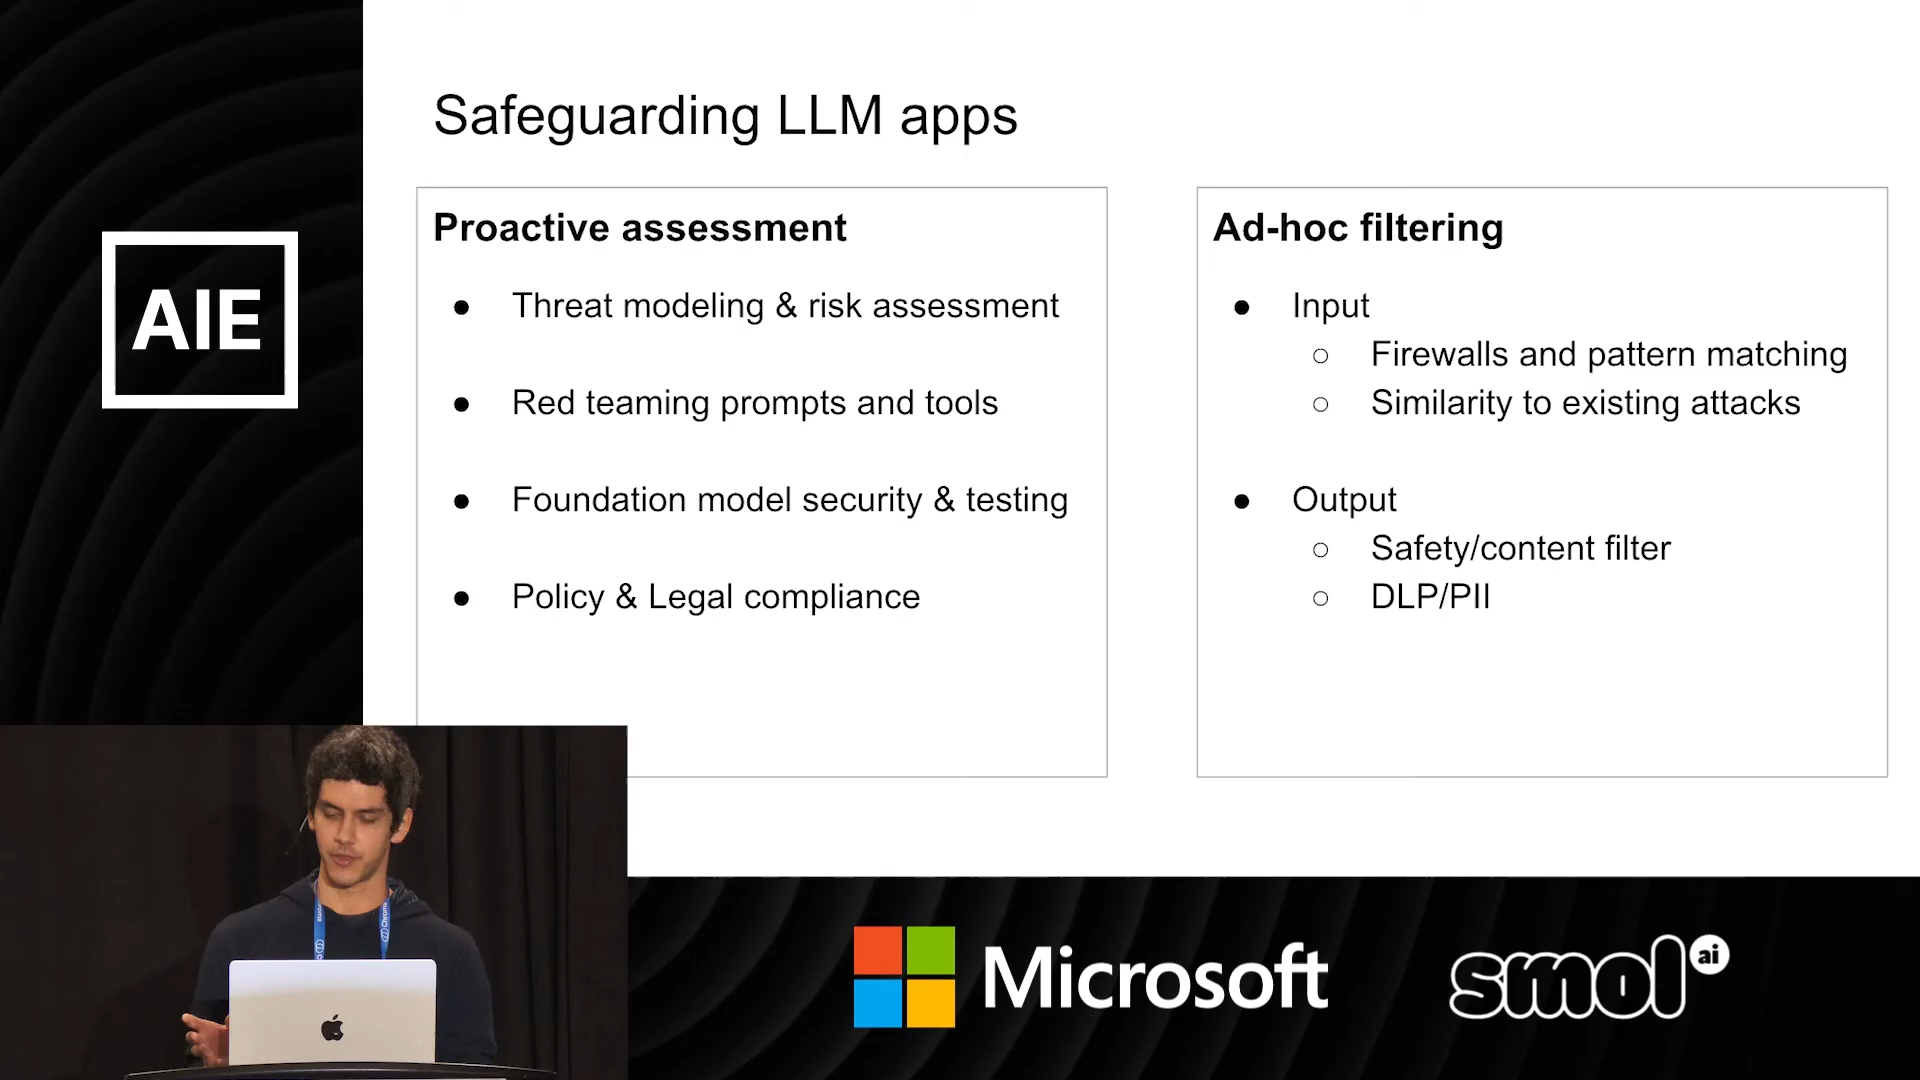 Safeguarding LLM apps
Proactive assessment
● Threat modeling & risk assessment
● Red teaming prompts and tools
● Foundation model security & testing
● Policy & Legal compliance
Ad-hoc filtering
● Input
○ Firewalls and pattern matching
○ Similarity to existing attacks
● Output
○ Safety/content filter
○ DLP/PII
AIE
Chroma
Chroma
Microsoft
smol ai